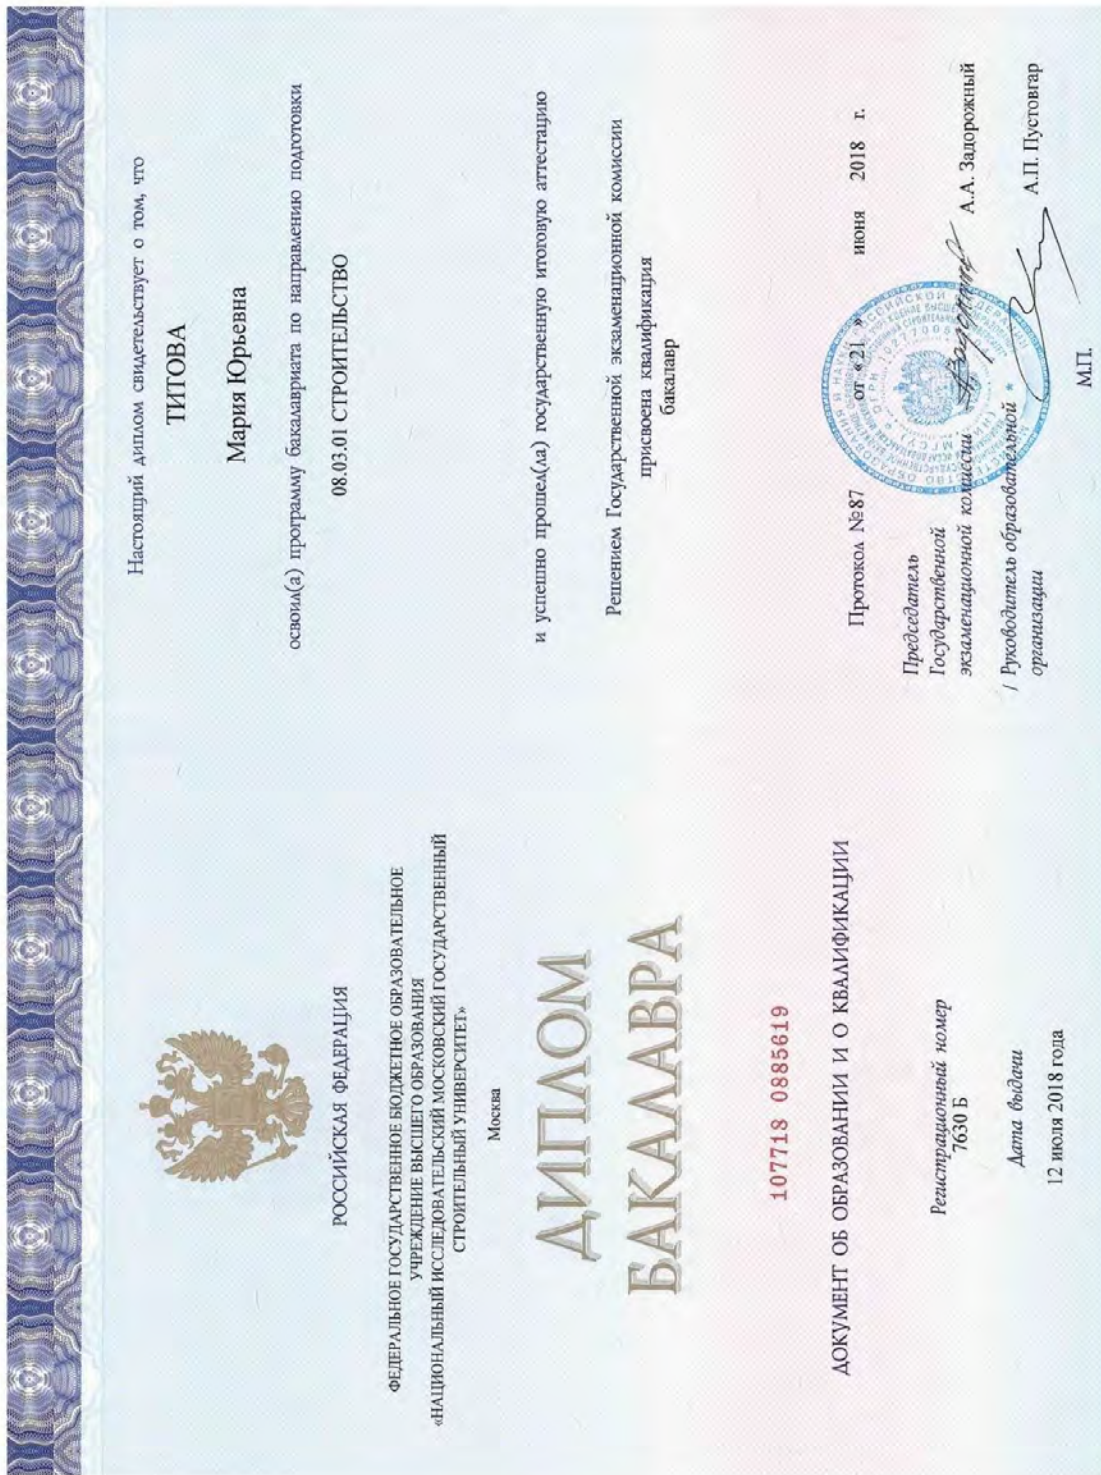 РОССИЙСКАЯ ФЕДЕРАЦИЯ
ФЕДЕРАЛЬНОЕ ГОСУДАРСТВЕННОЕ БЮДЖЕТНОЕ ОБРАЗОВАТЕЛЬНОЕ
УЧРЕЖДЕНИЕ ВЫСШЕГО ОБРАЗОВАНИЯ
«НАЦИОНАЛЬНЫЙ ИССЛЕДОВАТЕЛЬСКИЙ МОСКОВСКИЙ ГОСУДАРСТВЕННЫЙ
СТРОИТЕЛЬНЫЙ УНИВЕРСИТЕТ»
Москва
ДИПЛОМ
БАКАЛАВРА
107718 0885619
ДОКУМЕНТ ОБ ОБРАЗОВАНИИ И О КВАЛИФИКАЦИИ
Регистрационный номер
7630 Б
Дата выдачи
12 июля 2018 года
Настоящий диплом свидетельствует о том, что
ТИТОВА
Мария Юрьевна
освоил(а) программу бакалавриата по направлению подготовки
08.03.01 СТРОИТЕЛЬСТВО
и успешно прошел(ла) государственную итоговую аттестацию
Решением Государственной экзаменационной комиссии
присвоена квалификация
бакалавр
Протокол №87 от «21 » июня 2018 г.
Председатель
Государственной
экзаменационной комиссии А.А. Задорожный
/ Руководитель образовательной А.П. Пустовгар
организации
М.П.